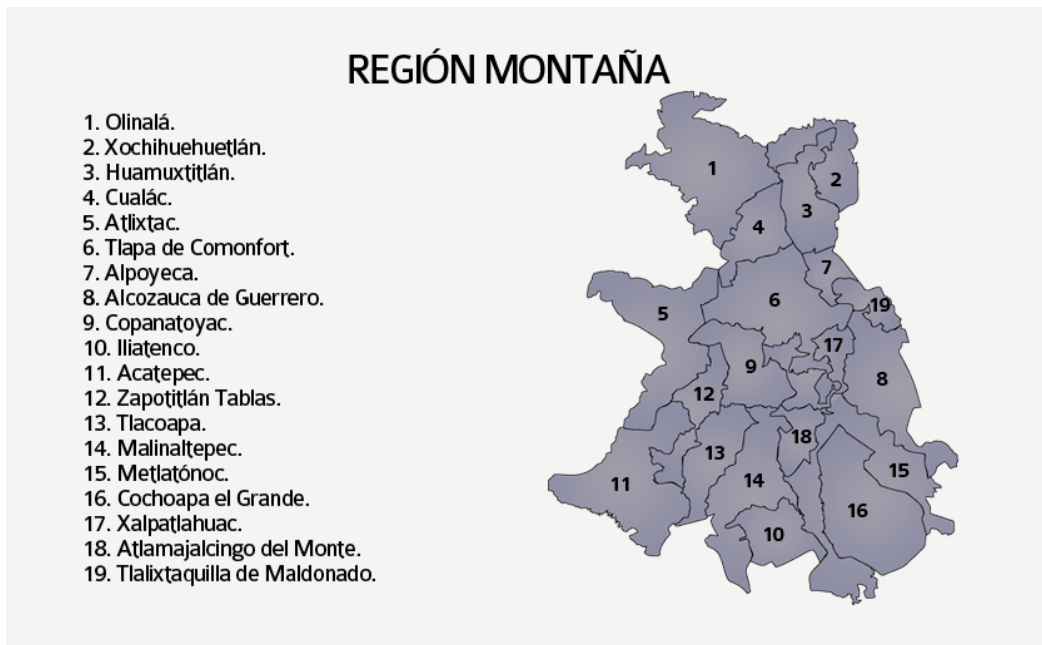 REGIÓN MONTAÑA
1. Olinalá.
2. Xochihuehuetlán.
3. Huamuxtitlán.
4. Cualác.
5. Atlixtac.
6. Tlapa de Comonfort.
7. Alpoyeca.
8. Alcozauca de Guerrero.
9. Copanatoyac.
10. Iliatenco.
11. Acatepec.
12. Zapotitlán Tablas.
13. Tlacoapa.
14. Malinaltepec.
15. Metlatónoc.
16. Cochoapa el Grande.
17. Xalpatlahuac.
18. Atlamajalcingo del Monte.
19. Tlalixtaquilla de Maldonado.
1
2
3
4
7
6
19
5
17
9
8
12
18
13
15
14
11
16
10